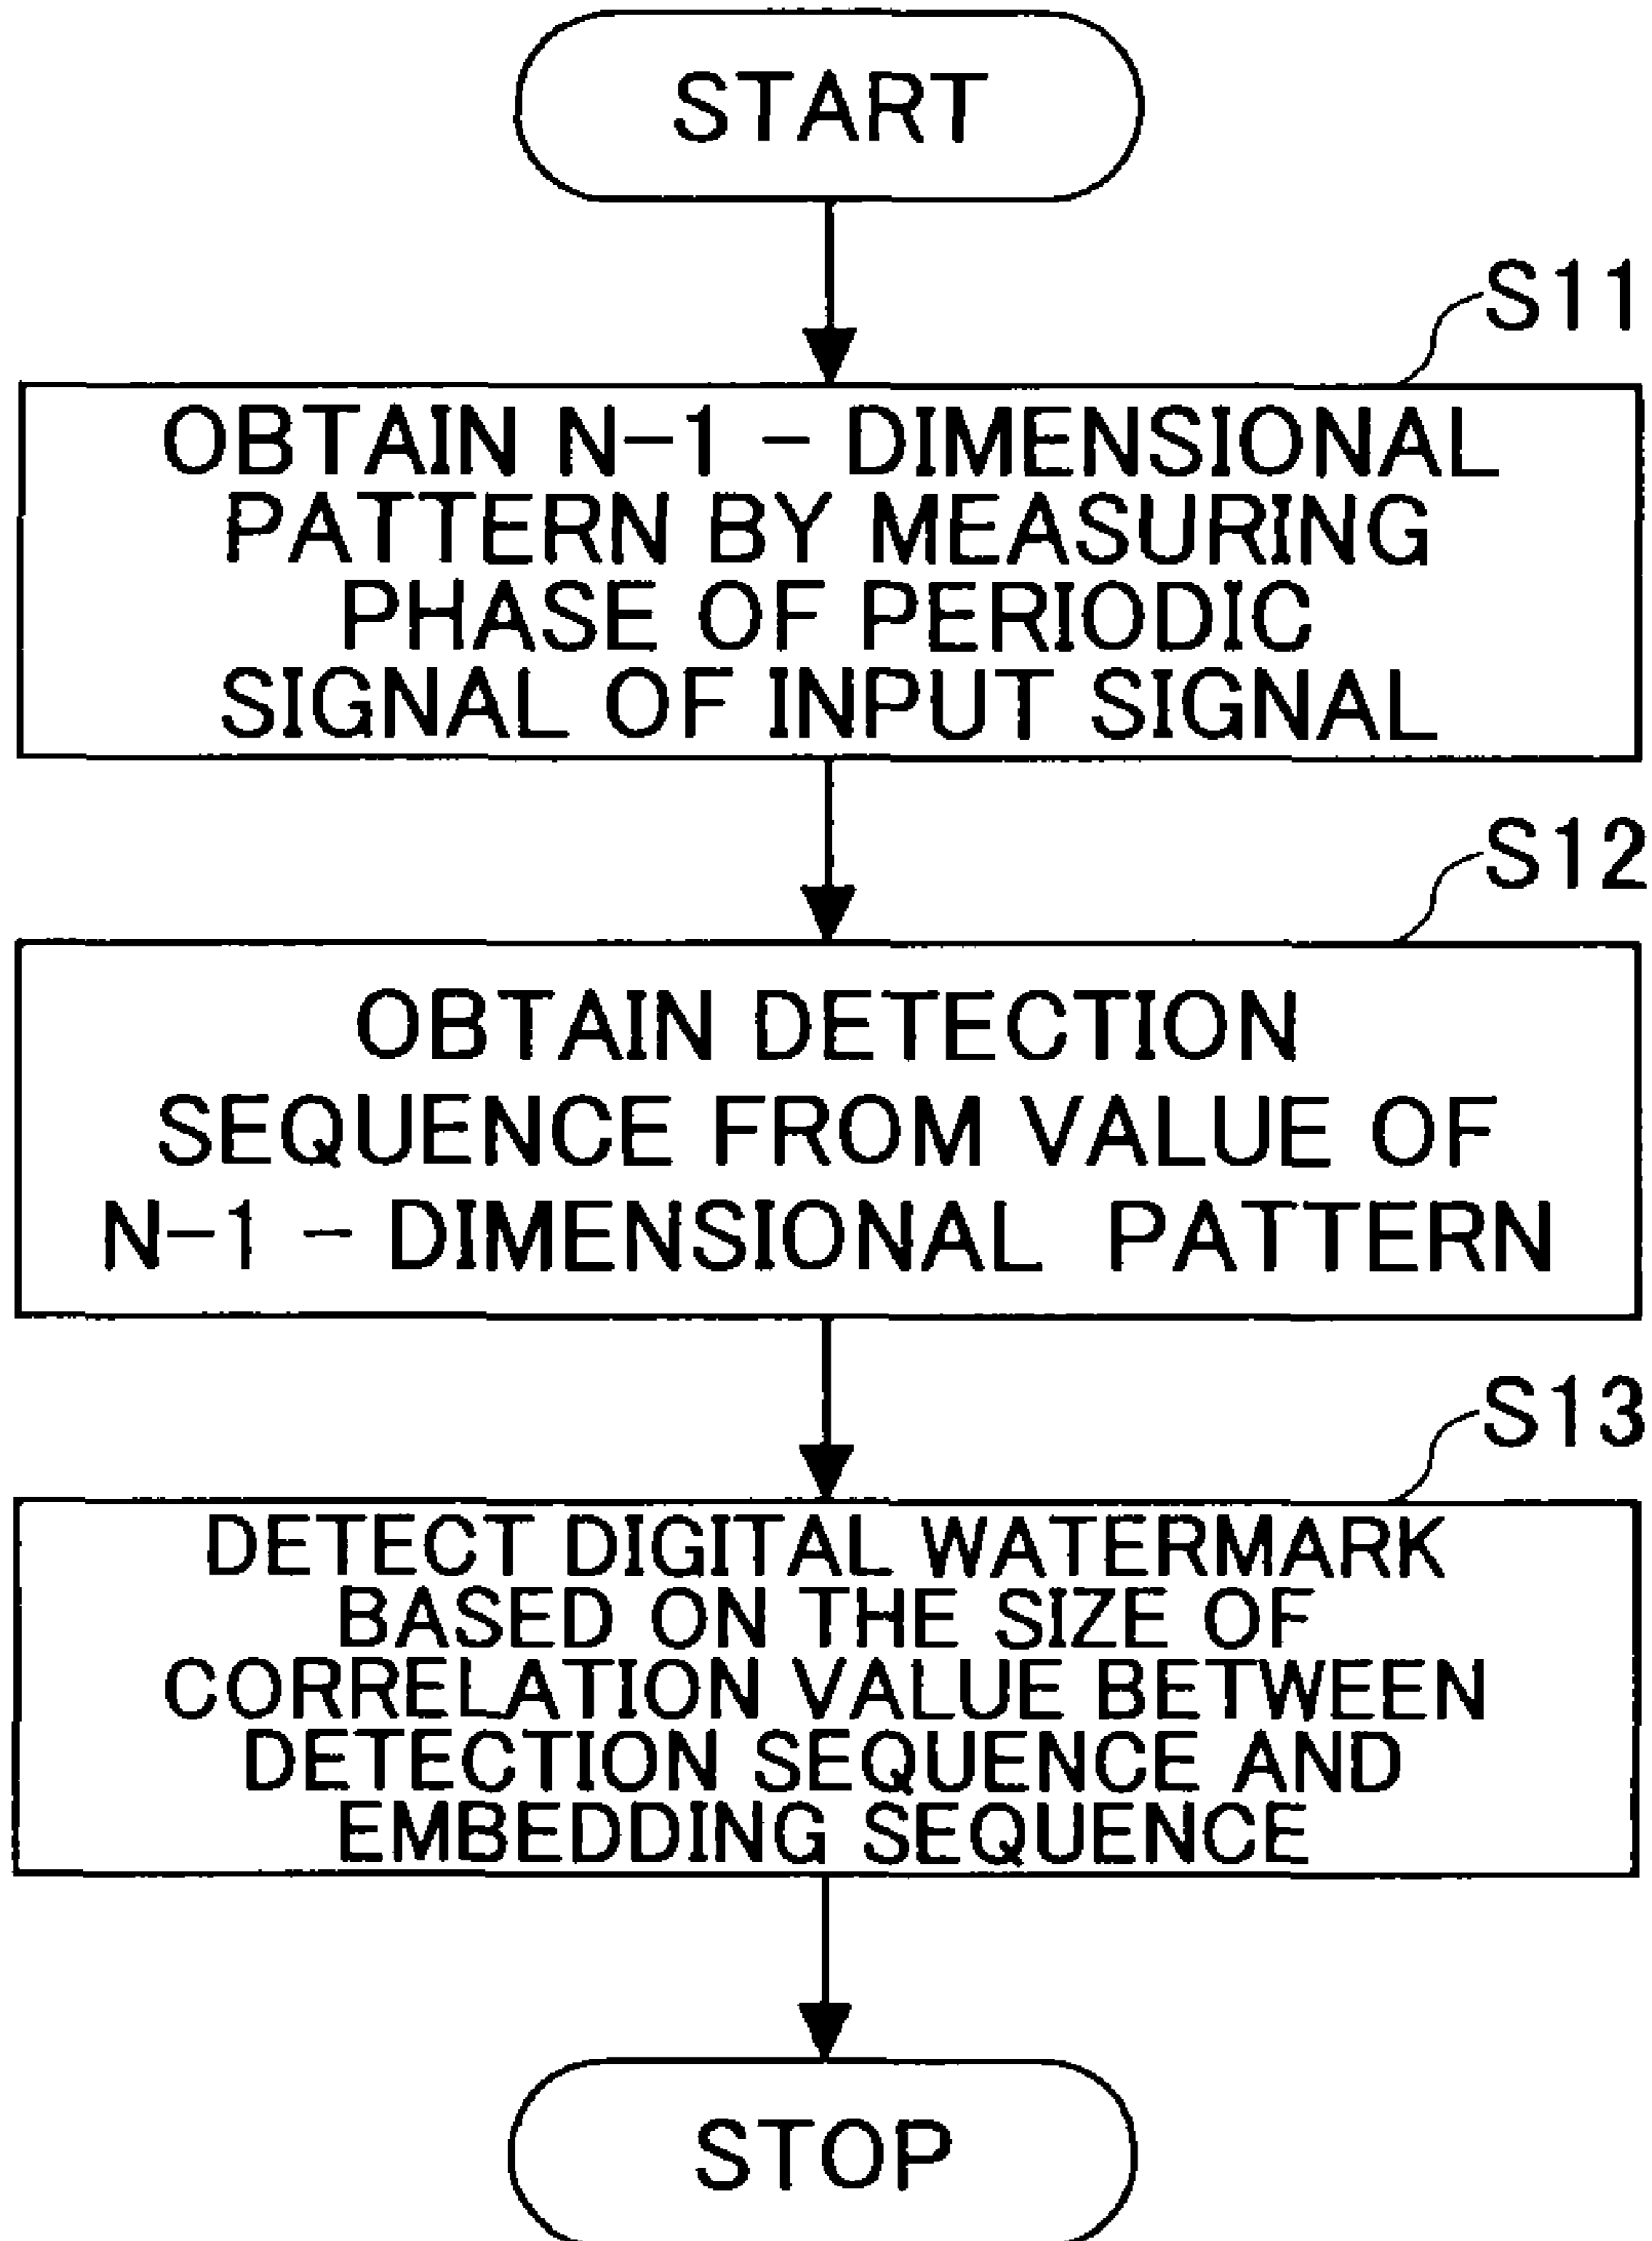 START
S11
OBTAIN N-1 - DIMENSIONAL
PATTERN BY MEASURING
PHASE OF PERIODIC
SIGNAL OF INPUT SIGNAL
S12
OBTAIN DETECTION
SEQUENCE FROM VALUE OF
N-1 - DIMENSIONAL PATTERN
S13
DETECT DIGITAL WATERMARK
BASED ON THE SIZE OF
CORRELATION VALUE BETWEEN
DETECTION SEQUENCE AND
EMBEDDING SEQUENCE
STOP